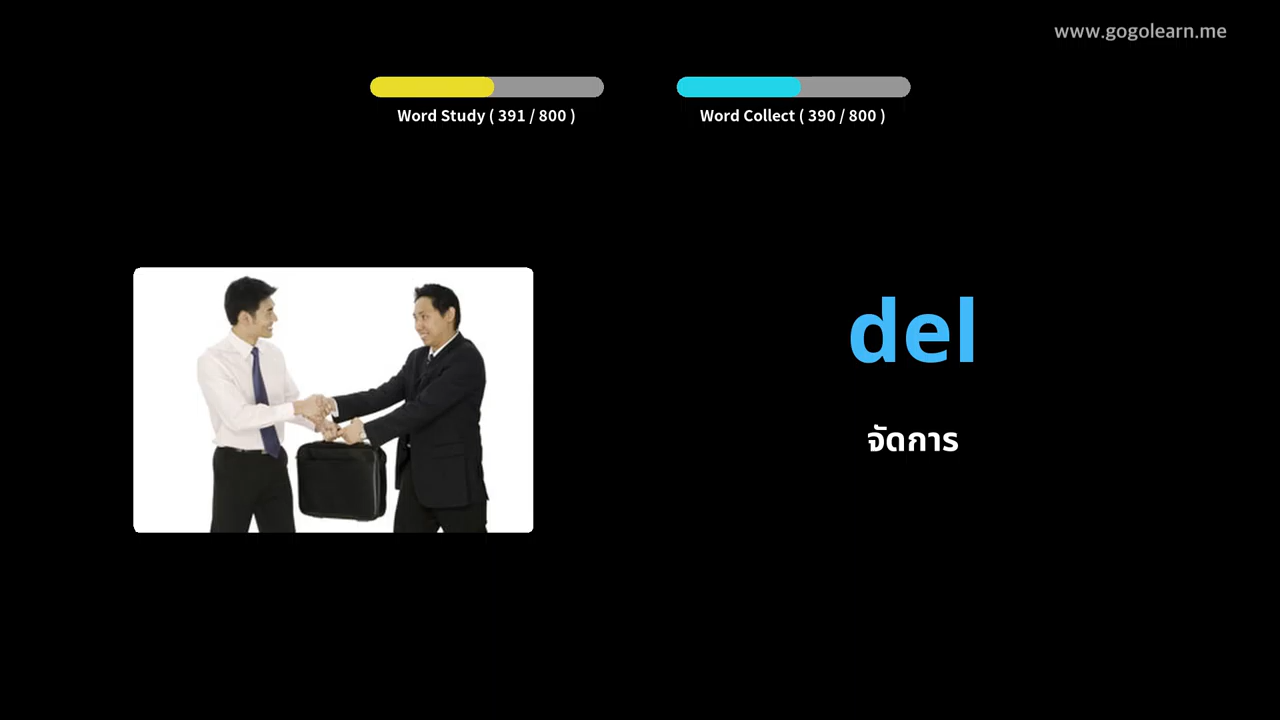 www.gogolearn.me
Word Study ( 391 / 800 )
Word Collect ( 390 / 800 )
del
จัดการ